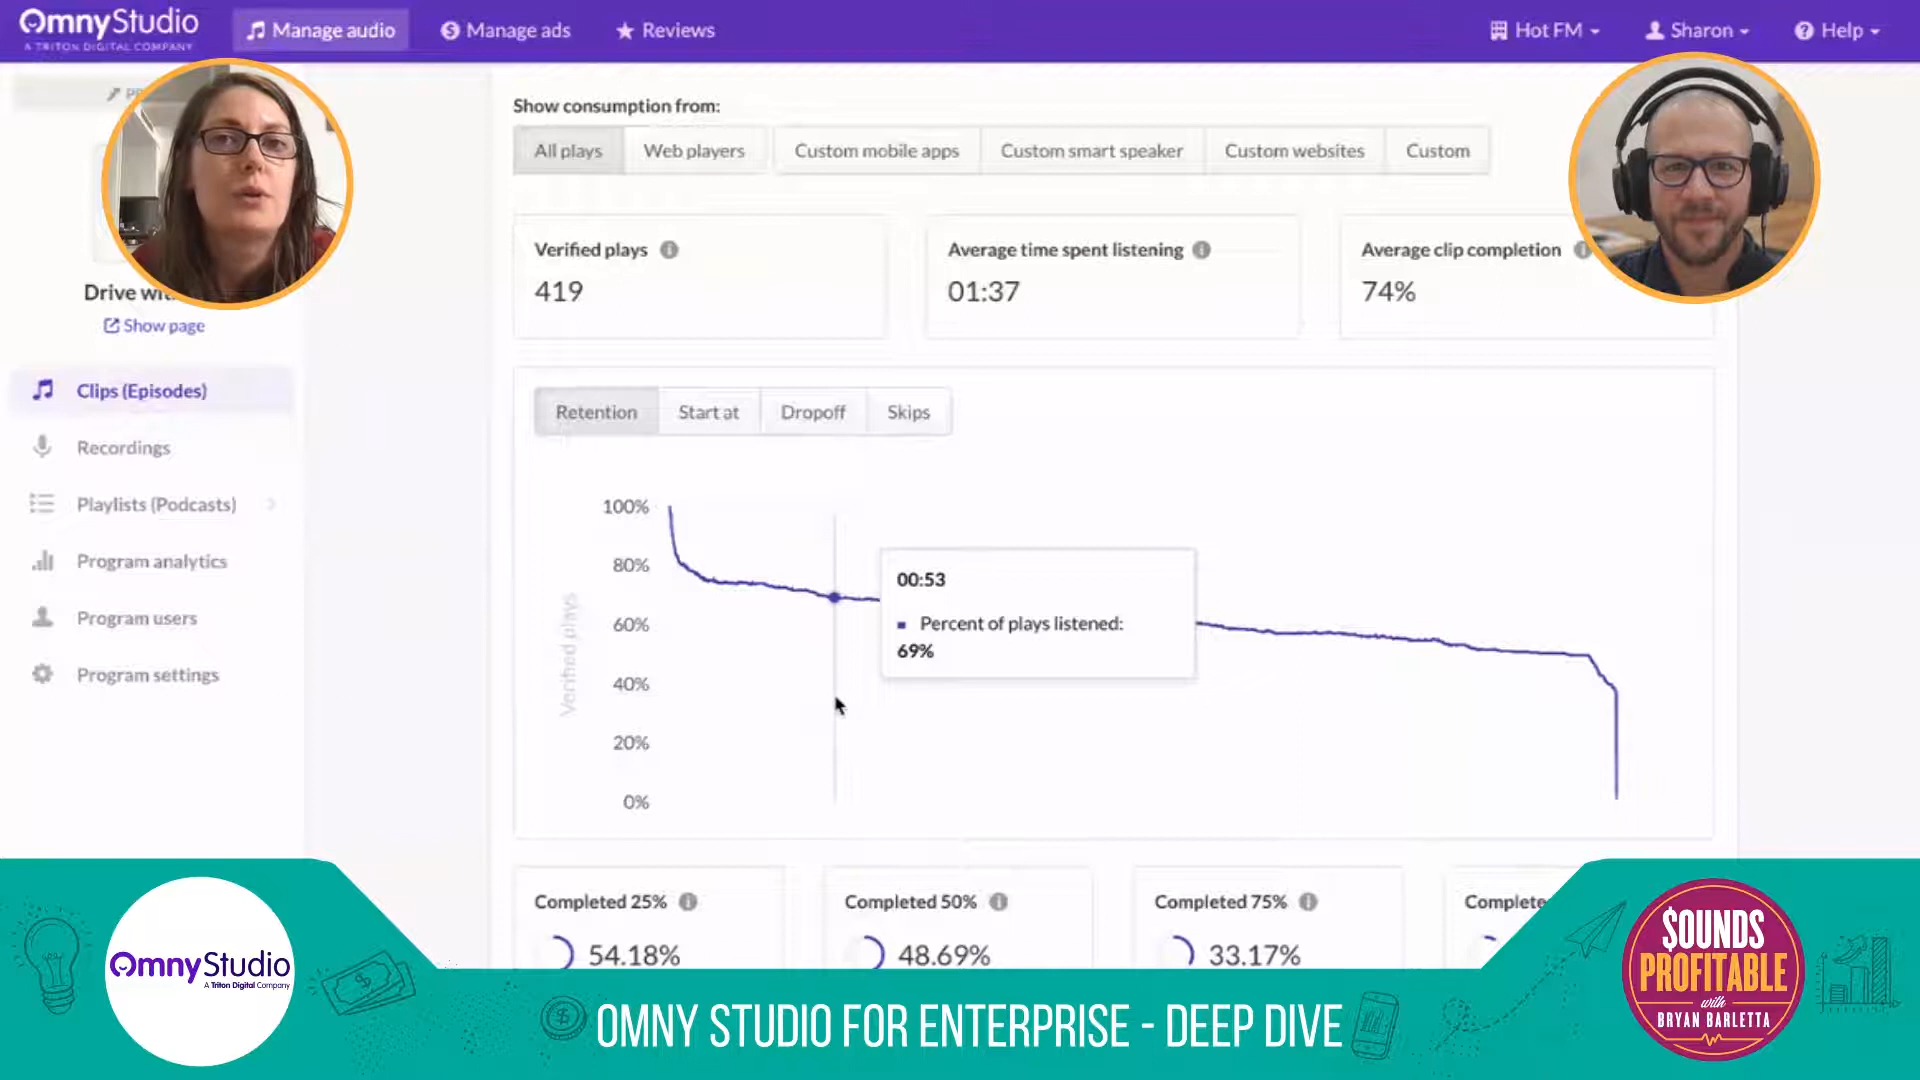 OmnyStudio
A TRITON DIGITAL COMPANY
Manage audio
Manage ads
Reviews
Hot FM
Sharon
Help
Show consumption from:
All plays
Web players
Custom mobile apps
Custom smart speaker
Custom websites
Custom
Verified plays
419
Average time spent listening
01:37
Average clip completion
74%
Drive
Show page
Clips (Episodes)
Recordings
Playlists (Podcasts)
Program analytics
Program users
Program settings
Retention
Start at
Dropoff
Skips
Verified plays
100%
80%
60%
40%
20%
0%
00:53
Percent of plays listened:
69%
Completed 25%
54.18%
Completed 50%
48.69%
Completed 75%
33.17%
Complete
OmnyStudio
A Triton Digital Company
OMNY STUDIO FOR ENTERPRISE - DEEP DIVE
$OUNDS
PROFITABLE
with
BRYAN BARLETTA